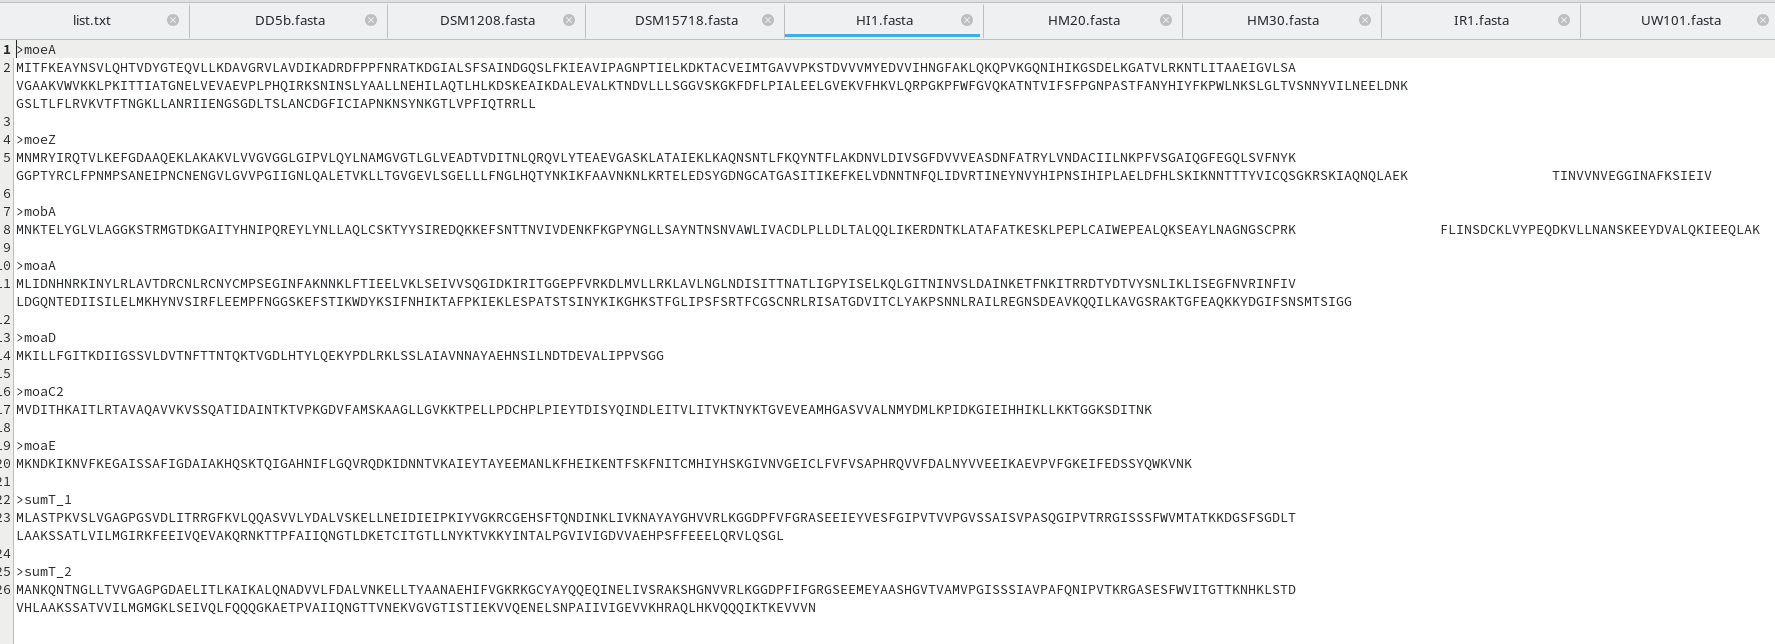 list.txt DD5b.fasta DSM1208.fasta DSM15718.fasta HI1.fasta HM20.fasta HM30.fasta IR1.fasta UW101.fasta
1 >moeA
2 MITFKEAYNSVLQHTVDYGTEQVLLKDAVGRVLAVDIKADRDFPPFNRATKDGIALSFSAINDGQSLFKIEAVIPAGNPTIELKDKTACVEIMTGAVVPKSTDVVVMYEDVVIHNGFAKLQKQPVKGQNIHIKGSDELKGATVLRKNTLITAAEIGVLSA
VGAAKVWVKKLPKITTIATGNELVEVAEVPLPHQIRKSNINSLYAALLNEHILAQTLHLKDSKEAIKDALEVALKTNDVLLLSGGVSKGKFDFLPIALEELGVEKVFHKVLQRPGKPFWFGVQKATNTVIFSFPGNPASTFANYHIYFKPWLNKSLGLTVSNNYVILNEELDNK
GSLTLFLRVKVTFTNGKLLANRIIENGSGDLTSLANCDGFICIAPNKNSYNKGTLVPFIQTRRLL
3
4 >moeZ
5 MNMRYIRQTVLKEFGDAAQEKLAKAKVLVVGVGGLGIPVLQYLNAMGVGTLGLVEADTVDITNLQRQVLYTEAEVGASKLATAIEKLKAQNSNTLFKQYNTFLAKDNVLDIVSGFDVVVEASDNFATRYLVNDACIILNKPFVSGAIQGFEGQLSVFNYK
GGPTYRCLFPNMPSANEIPNCNENGVLGVVPGIIGNLQALETVKLLTGVGEVLSGELLLFNGLHQTYNKIKFAAVNKNLKRTELEDSYGDNGCATGASITIKEFKELVDNNTNFQLIDVRTINEYNVYHIPNSIHIPLAELDFHLSKIKNNTTTYVICQSGKRSKIAQNQLAEK TINVVNVEGGINAFKSIEIV
6
7 >mobA
8 MNKTELYGLVLAGGKSTRMGTDKGAITYHNIPQREYLYNLLAQLCSKTYYSIREDQKKEFSNTTNVIVDENKFKGPYNGLLSAYNTNSNVAWLIVACDLPLLDLTALQQLIKERDNTKLATAFATKESKLPEPLCAIWEPEALQKSEAYLNAGNGSCPRK FLINSDCKLVYPEQDKVLLNANSKEEYDVALQKIEEQLAK
9
10 >moaA
11 MLIDNHNRKINYLRLAVTDRCNLRCNYCMPSEGINFAKNNKLFTIEELVKLSEIVVSQGIDKIRITGGEPFVRKDLMVLLRKLAVLNGLNDISITTNATLIGPYISELKQLGITNINVSLDAINKETFNKITRRDTYDTVYSNLIKLISEGFNVRINFIV
LDGQNTEDIISILELMKHYNVSIRFLEEMPFNGGSKEFSTIKWDYKSIFNHIKTAFPKIEKLESPATSTSINYKIKGHKSTFGLIPSFSRTFCGSCNRLRISATGDVITCLYAKPSNNLRAILREGNSDEAVKQQILKAVGSRAKTGFEAQKKYDGIFSNSMTSIGG
12
13 >moaD
14 MKILLFGITKDIIGSSVLDVTNFTTNTQKTVGDLHTYLQEKYPDLRKLSSLAIAVNNAYAEHNSILNDTDEVALIPPVSGG
15
16 >moaC2
17 MVDITHKAITLRTAVAQAVVKVSSQATIDAINTKTVPKGDVFAMSKAAGLLGVKKTPELLPDCHPLPIEYTDISYQINDLEITVLITVKTNYKTGVEVEAMHGASVVALNMYDMLKPIDKGIEIHHIKLLKKTGGKSDITNK
18
19 >moaE
20 MKNDKIKNVFKEGAISSAFIGDAIAKHQSKTQIGAHNIFLGQVRQDKIDNNTVKAIEYTAYEEMANLKFHEIKENTFSKFNITCMHIYHSKGIVNVGEICLFVFVSAPHRQVVFDALNYVVEEIKAEVPVFGKEIFEDSSYQWKVNK
21
22 >sumT_1
23 MLASTPKVSLVGAGPGSVDLITRRGFKVLQQASVVLYDALVSKELLNEIDIEIPKIYVGKRCGEHSFTQNDINKLIVKNAYAYGHVVRLKGGDPFVFGRASEEIEYVESFGIPVTVVPGVSSAISVPASQGIPVTRRGISSSFWVMTATKKDGSFSGDLT
LAAKSSATLVILMGIRKFEEIVQEVAKQRNKTTPFAIIQNGTLDKETCITGTLLNYKTVKKYINTALPGVIVIGDVVAEHPSFFEEELQRVLQSGL
24
25 >sumT_2
26 MANKQNTNGLLTVVGAGPGDAELITLKAIKALQNADVVLFDALVNKELLTYAANAEHIFVGKRKGCYAYQQEQINELIVSRAKSHGNVVRLKGGDPFIFGRGSEEMEYAASHGVTVAMVPGISSSIAVPAFQNIPVTKRGASESFWVITGTTKNHKLSTD
VHLAAKSSATVVILMGMGKLSEIVQLFQQQGKAETPVAIIQNGTTVNEKVGVGTISTIEKVVQENELSNPAIIVIGEVVKHRAQLHKVQQQIKTKEVVVN